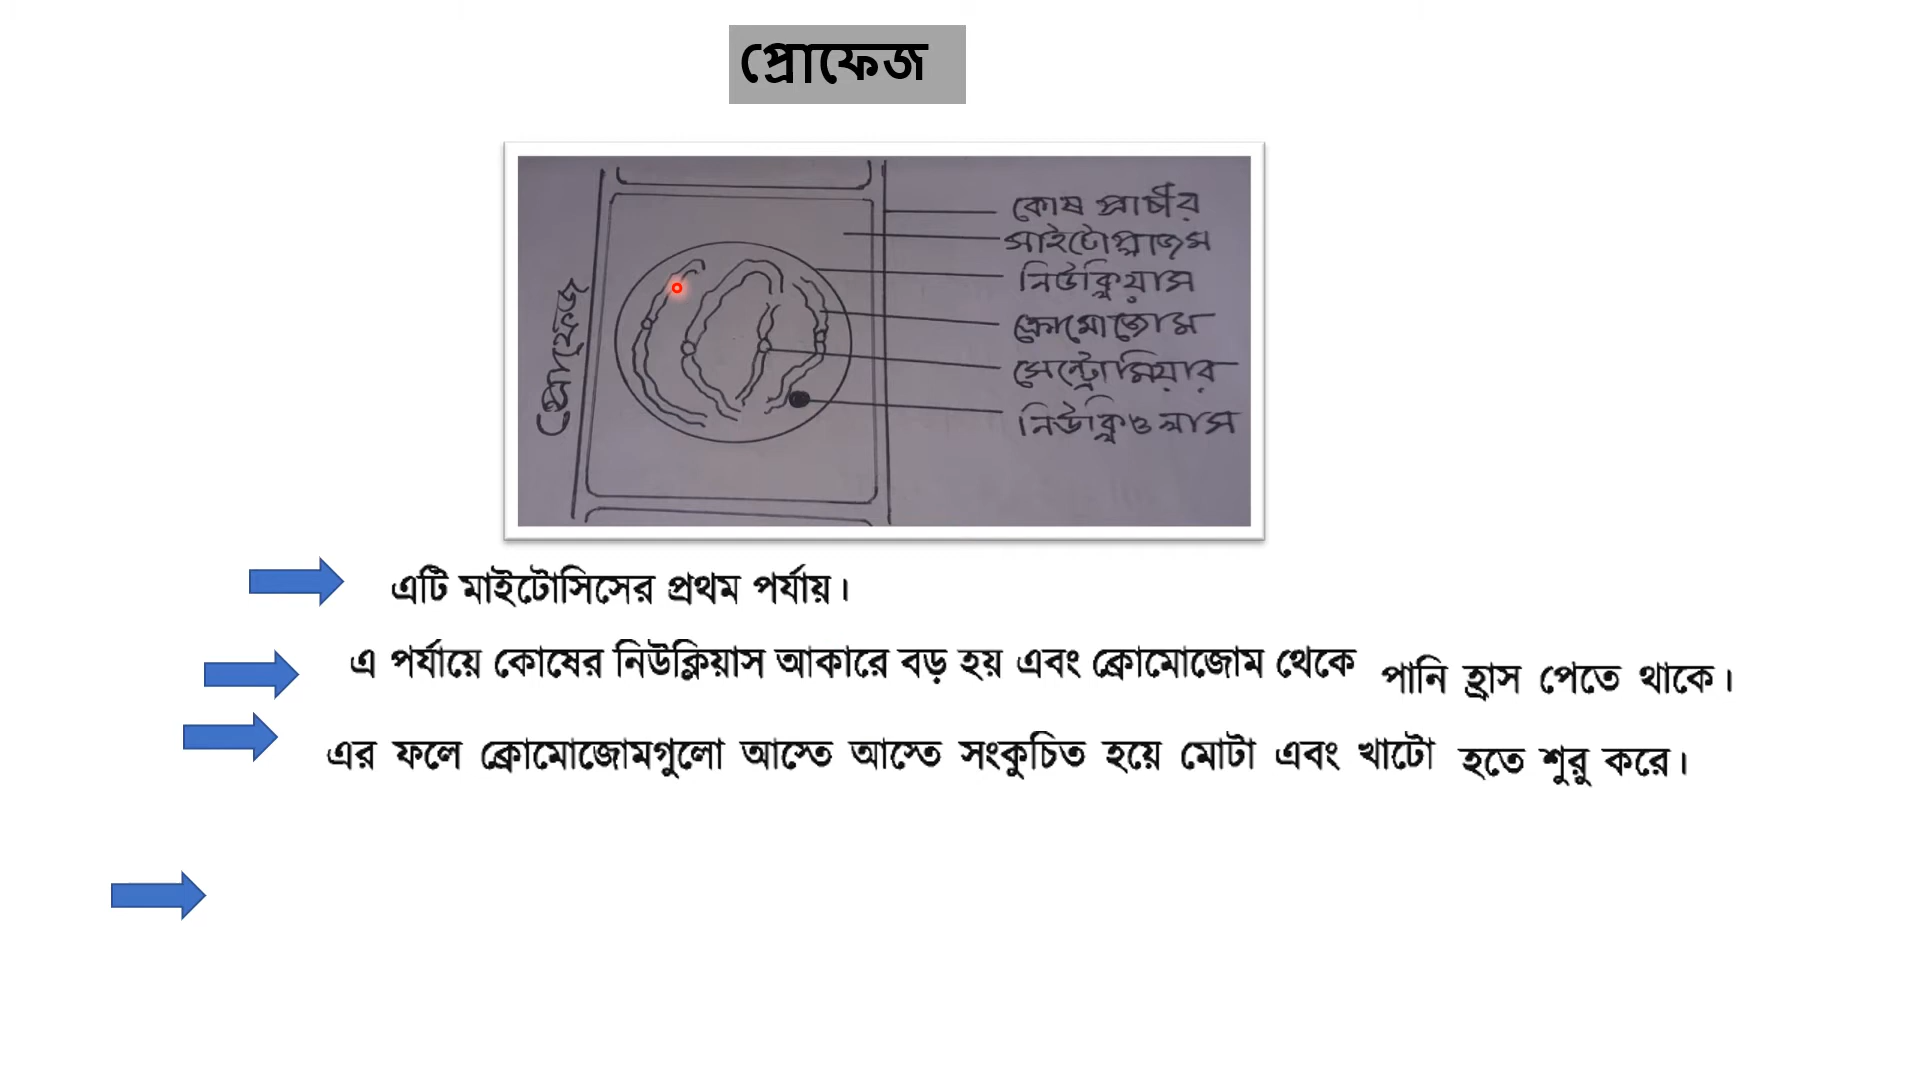 প্রোফেজ
কোষ প্রাচীর
সাইটোপ্লাজম
নিউক্লিয়াস
ক্রোমোজোম
সেন্ট্রোমিয়ার
নিউক্লিওলাস
প্রোফেজ
এটি মাইটোসিসের প্রথম পর্যায়।
এ পর্যায়ে কোষের নিউক্লিয়াস আকারে বড় হয় এবং ক্রোমোজোম থেকে পানি হ্রাস পেতে থাকে।
এর ফলে ক্রোমোজোমগুলো আস্তে আস্তে সংকুচিত হয়ে মোটা এবং খাটো হতে শুরু করে।